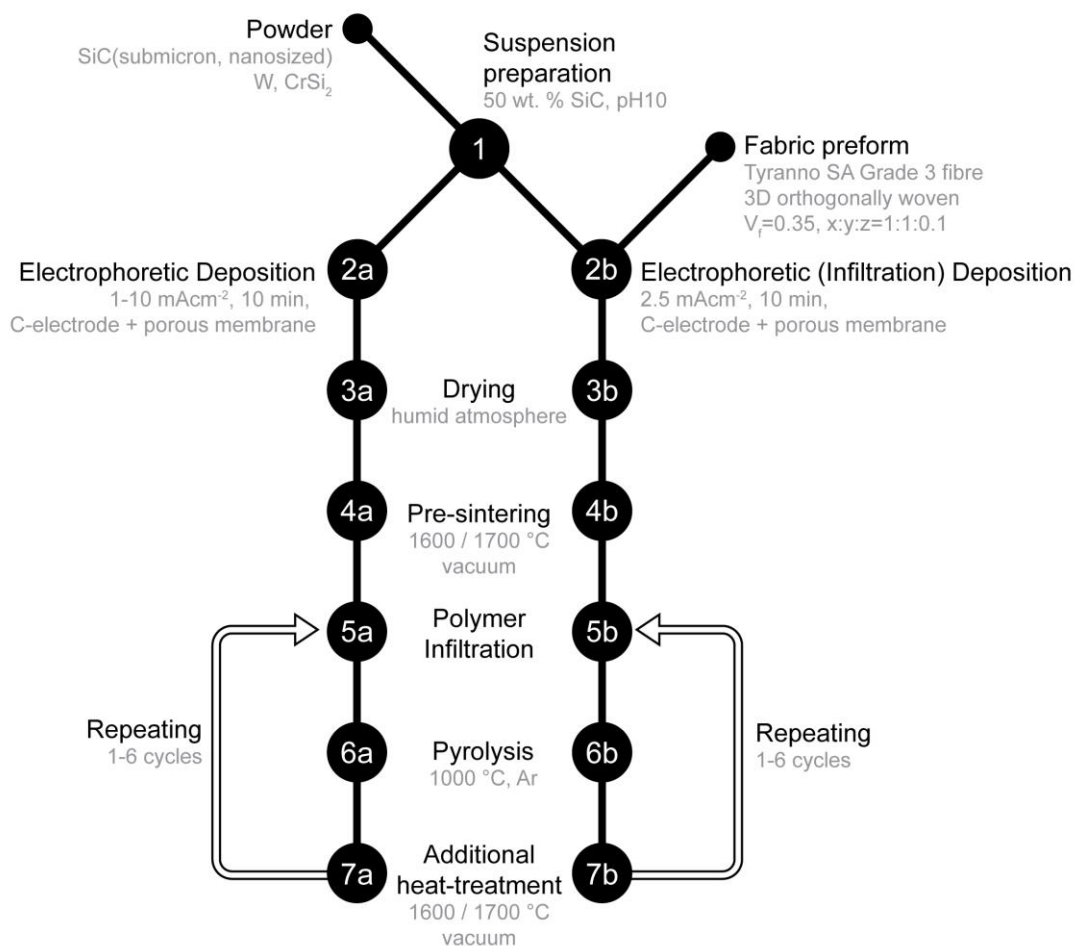 Powder
SiC(submicron, nanosized)
W, CrSi₂
Suspension
preparation
50 wt. % SiC, pH10
1
Fabric preform
Tyranno SA Grade 3 fibre
3D orthogonally woven
Vf=0.35, x:y:z=1:1:0.1
Electrophoretic Deposition
1-10 mAcm⁻², 10 min,
C-electrode + porous membrane
2a
2b
Electrophoretic (Infiltration) Deposition
2.5 mAcm⁻², 10 min,
C-electrode + porous membrane
3a
Drying
humid atmosphere
3b
4a
Pre-sintering
1600 / 1700 °C
vacuum
4b
5a
Polymer
Infiltration
5b
Repeating
1-6 cycles
6a
Pyrolysis
1000 °C, Ar
6b
Repeating
1-6 cycles
7a
Additional
heat-treatment
1600 / 1700 °C
vacuum
7b